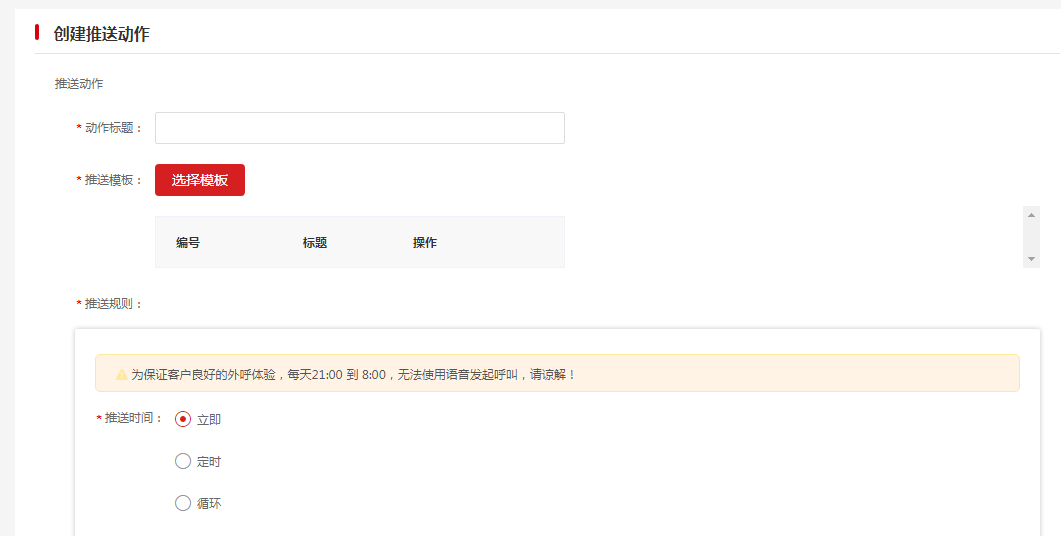 创建推送动作
推送动作
* 动作标题：
* 推送模板： 选择模板
编号 标题 操作
* 推送规则：
为保证客户良好的外呼体验，每天21:00 到 8:00，无法使用语音发起呼叫，请谅解！
* 推送时间： 立即
定时
循环